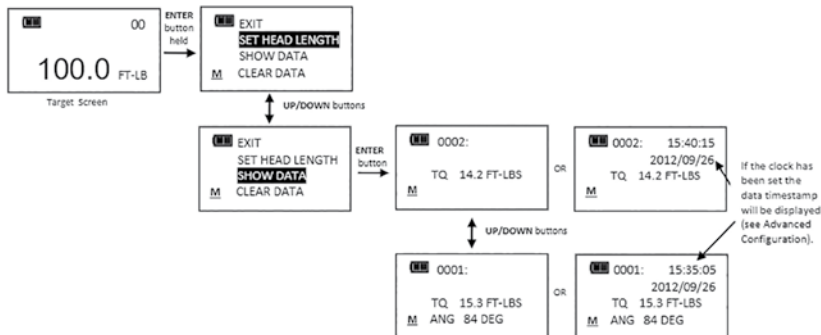 00
100.0 FT-LB
Target Screen
ENTER
button
held
EXIT
SET HEAD LENGTH
SHOW DATA
M CLEAR DATA
UP/DOWN buttons
EXIT
SET HEAD LENGTH
SHOW DATA
M CLEAR DATA
ENTER
button
0002:
TQ 14.2 FT-LBS
M
OR
0002: 15:40:15
2012/09/26
TQ 14.2 FT-LBS
M
If the clock has
been set the
data timestamp
will be displayed
(see Advanced
Configuration).
UP/DOWN buttons
0001:
TQ 15.3 FT-LBS
M ANG 84 DEG
OR
0001: 15:35:05
2012/09/26
TQ 15.3 FT-LBS
M ANG 84 DEG